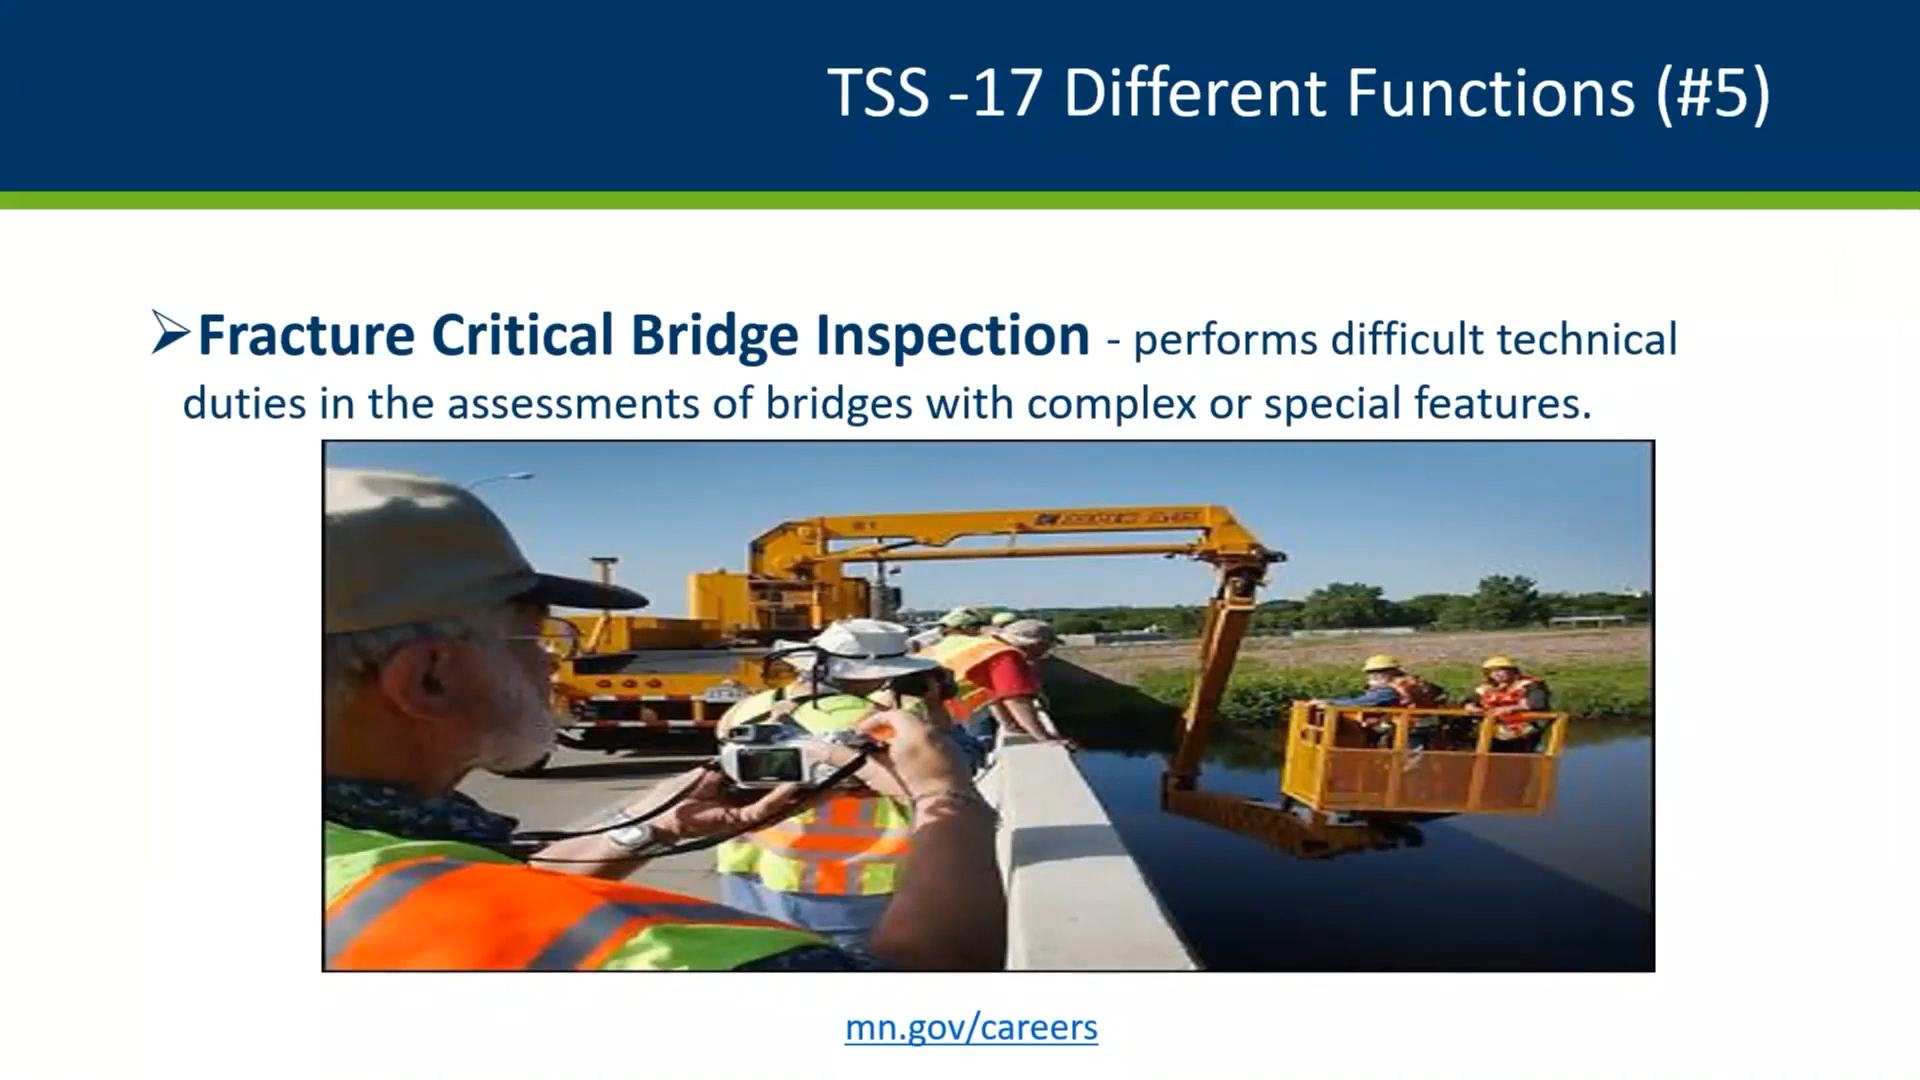 TSS -17 Different Functions (#5)
➢Fracture Critical Bridge Inspection - performs difficult technical
duties in the assessments of bridges with complex or special features.
mn.gov/careers